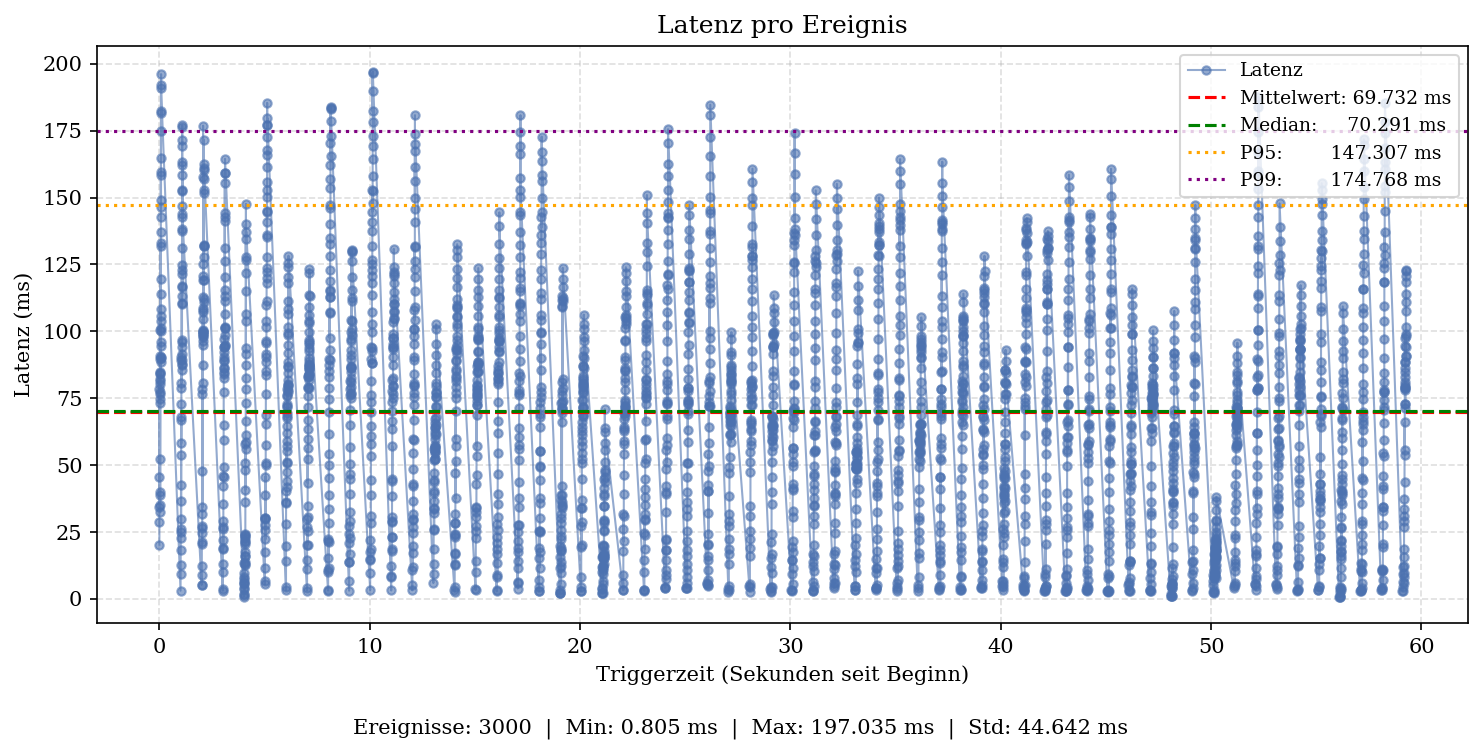 Latenz pro Ereignis
Latenz (ms)
200
175
150
125
100
75
50
25
0
Latenz
Mittelwert: 69.732 ms
Median: 70.291 ms
P95: 147.307 ms
P99: 174.768 ms
0 10 20 30 40 50 60
Triggerzeit (Sekunden seit Beginn)
Ereignisse: 3000 | Min: 0.805 ms | Max: 197.035 ms | Std: 44.642 ms